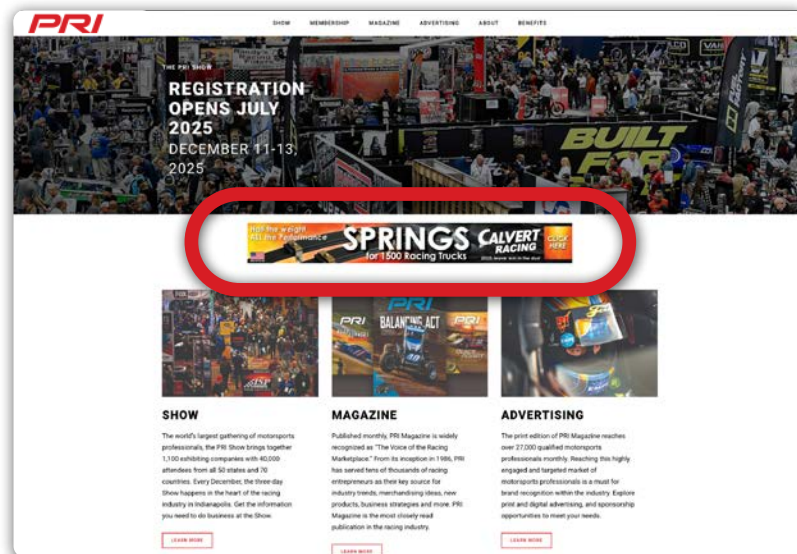 PRI
SHOW MEMBERSHIP MAGAZINE ADVERTISING ABOUT BENEFITS
THE PRI SHOW
REGISTRATION
OPENS JULY
2025
DECEMBER 11-13,
2025
BUILT
FOR
Half the weight
ALL the Performance
SPRINGS
for 1500 Racing Trucks
CALVERT
RACING
CLICK
HERE
PRI
PRI
BALANCING ACT
PRI
SHOW
The world's largest gathering of motorsports
professionals, the PRI Show brings together
1,100 exhibiting companies with 40,000
attendees from all 50 states and 70
countries. Every December, the three-day
Show happens in the heart of the racing
industry in Indianapolis. Get the information
you need to do business at the Show.
LEARN MORE
MAGAZINE
Published monthly, PRI Magazine is widely
recognized as "The Voice of the Racing
Marketplace." From its inception in 1986, PRI
has served tens of thousands of racing
entrepreneurs as their key source for
industry trends, merchandising ideas, new
products, business strategies and more. PRI
Magazine is the most closely read
publication in the racing industry.
LEARN MORE
ADVERTISING
The print edition of PRI Magazine reaches
over 27,000 qualified motorsports
professionals monthly. Reaching this highly
engaged and targeted market of
motorsports professionals is a must for
brand recognition within the industry. Explore
print and digital advertising, and sponsorship
opportunities to meet your needs.
LEARN MORE